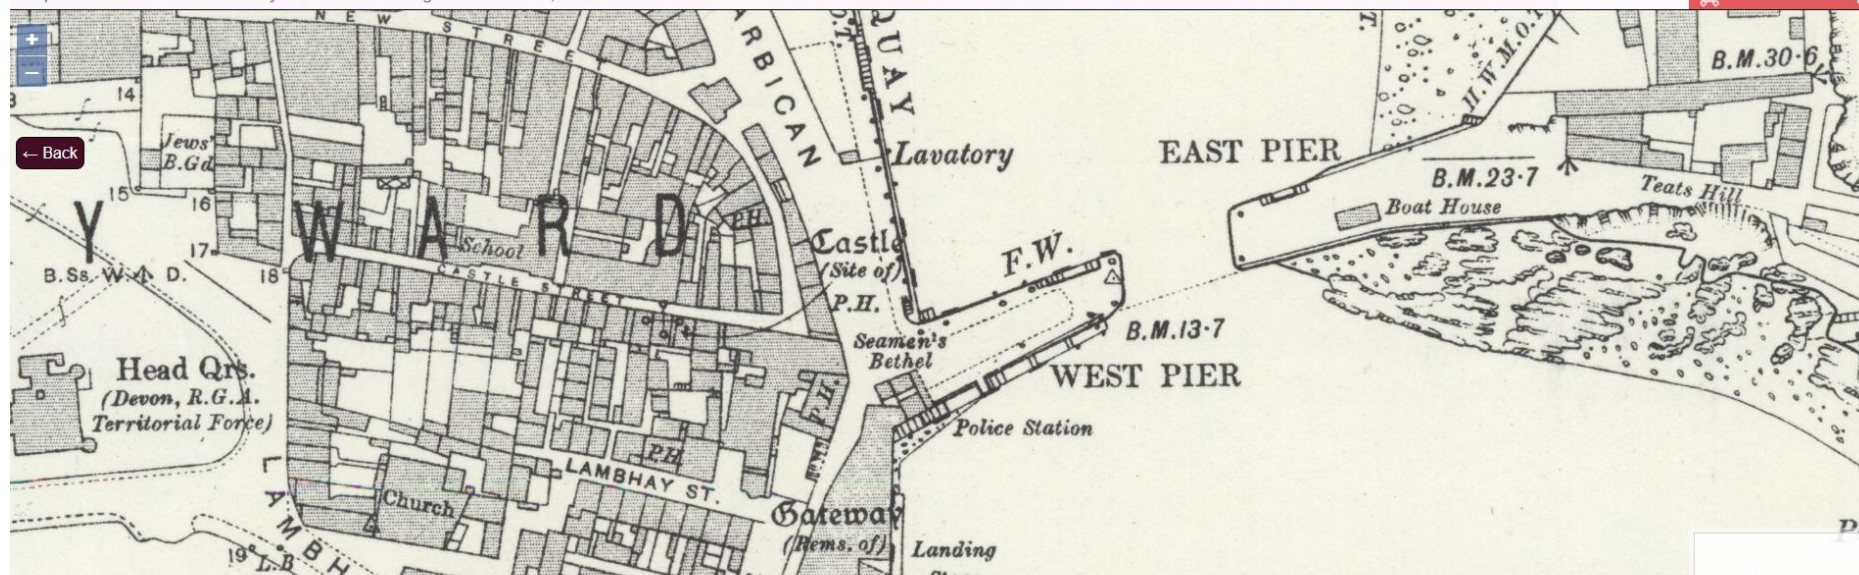 NEW STREET
ARBICAN
QUAY
H.W.M.O.T
B.M.30·6
+
−
14
Jews'
B.Gd
← Back
Lavatory
EAST PIER
B.M.23·7
Teats Hill
15
16
Boat House
Y WARD
P.H.
School
Castle
(Site of)
F.W.
17
18
B.Ss. W. D.
CASTLE STREET
P.H.
Seamen's
Bethel
B.M.13·7
WEST PIER
Head Qrs.
(Devon, R.G.A.
Territorial Force)
P.H.
Police Station
P.H.
LAMBHAY ST.
Church
LAMBH
Gateway
(Rems. of)
Landing
19
L.B